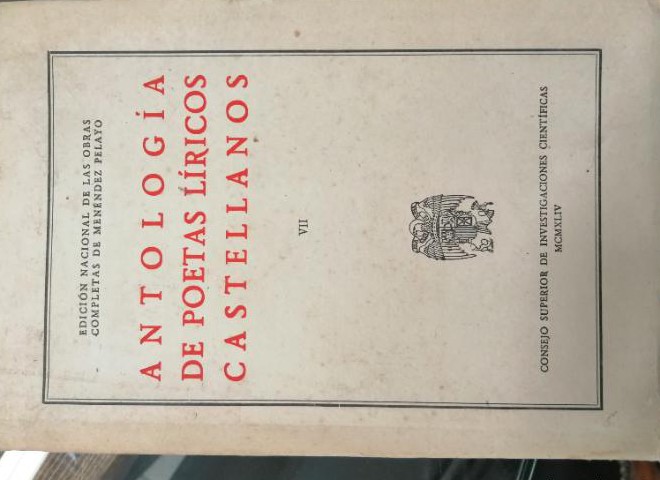 EDICIÓN NACIONAL DE LAS OBRAS
COMPLETAS DE MENÉNDEZ PELAYO
ANTOLOGÍA
DE POETAS LÍRICOS
CASTELLANOS
VII
CONSEJO SUPERIOR DE INVESTIGACIONES CIENTÍFICAS
MCMXLIV